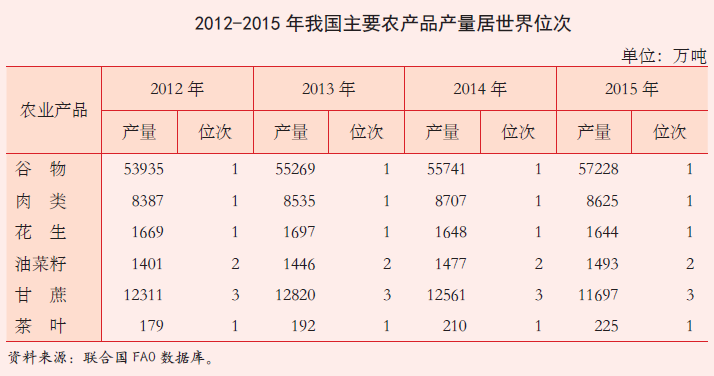 2012-2015 年我国主要农产品产量居世界位次
单位：万吨
农业产品 2012 年 2013 年 2014 年 2015 年
产量 位次 产量 位次 产量 位次 产量 位次
谷 物 53935 1 55269 1 55741 1 57228 1
肉 类 8387 1 8535 1 8707 1 8625 1
花 生 1669 1 1697 1 1648 1 1644 1
油菜籽 1401 2 1446 2 1477 2 1493 2
甘 蔗 12311 3 12820 3 12561 3 11697 3
茶 叶 179 1 192 1 210 1 225 1
资料来源：联合国 FAO 数据库。